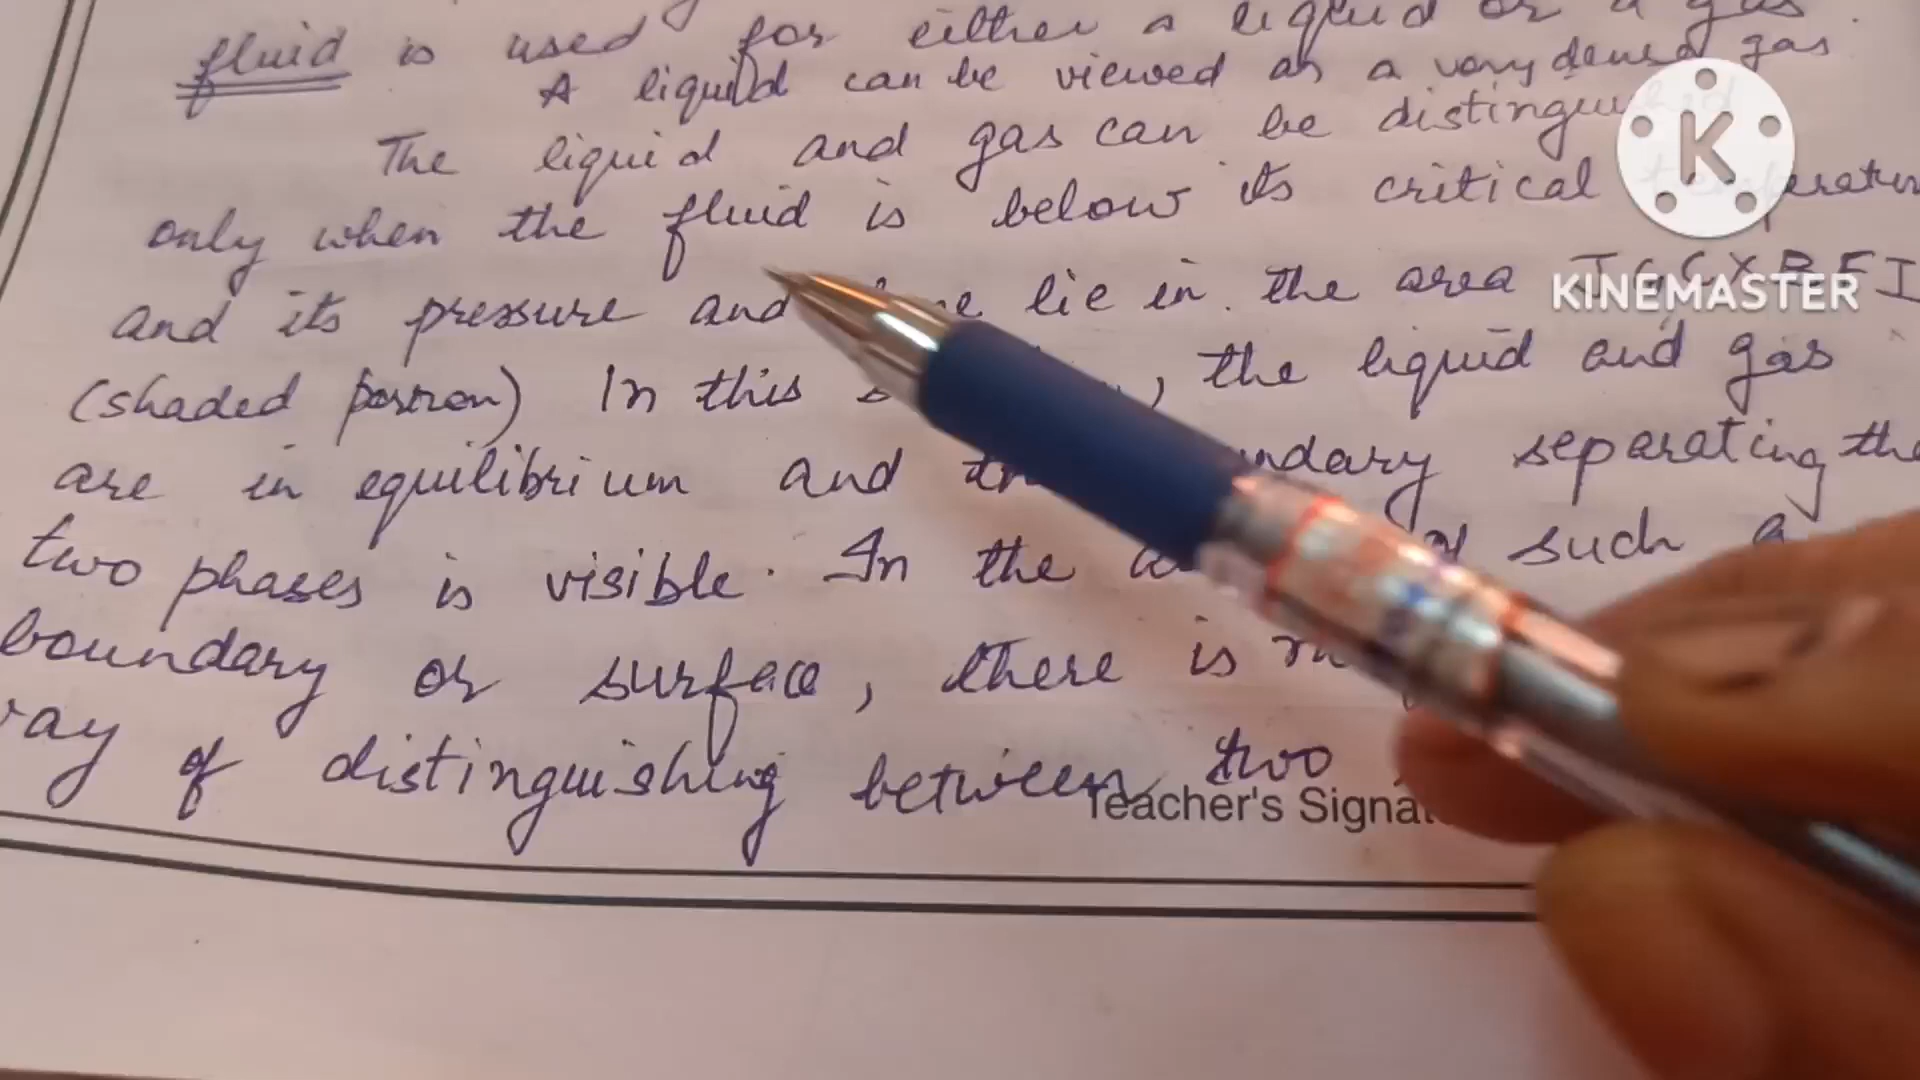 fluid is used for either a liquid or a gas.
A liquid can be viewed as a very dense gas
The liquid and gas can be distinguished
only when the fluid is below its critical temperature
and its pressure and lie in the area
(shaded portion) In this, the liquid and gas
are in equilibrium and boundary separating the
two phases is visible. In the of such a
boundary or surface, there is
of distinguishing between two
Teacher's
K
KINEMASTER